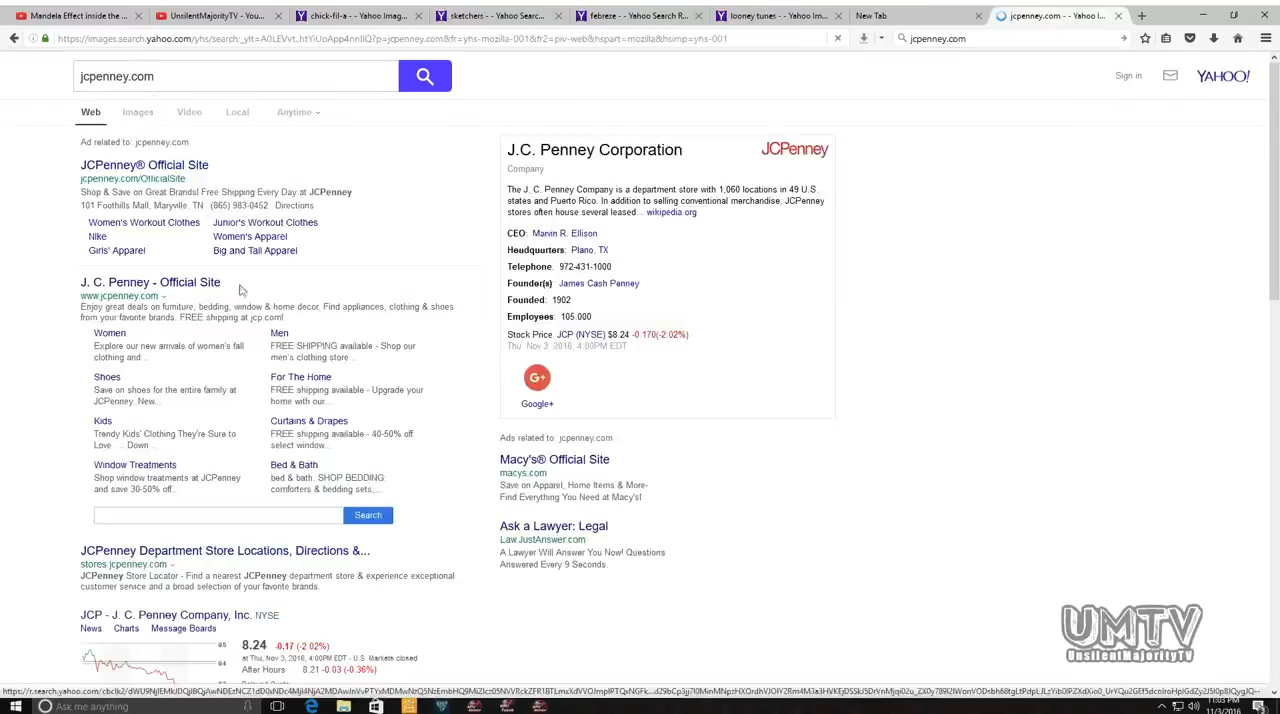 Mandela Effect inside the ...
UnsilentMajorityTV - You...
chick-fil-a - Yahoo Imag...
sketchers - Yahoo Searc...
febreze - Yahoo Search R...
looney tunes - Yahoo Im...
New Tab
jcpenney.com - Yahoo I...
jcpenney.com
jcpenney.com
Sign in
YAHOO!
Web
Images
Video
Local
Anytime
Ad related to: jcpenney.com
JCPenney® Official Site
jcpenney.com/OfficialSite
Shop & Save on Great Brands! Free Shipping Every Day at JCPenney
101 Foothills Mall, Maryville, TN (865) 983-0452 Directions
Women's Workout Clothes Junior's Workout Clothes
Nike Women's Apparel
Girls' Apparel Big and Tall Apparel
J. C. Penney - Official Site
www.jcpenney.com
Enjoy great deals on furniture, bedding, window & home decor. Find appliances, clothing & shoes
from your favorite brands. FREE shipping at jcp.com!
Women
Explore our new arrivals of women's fall
clothing and ...
Men
FREE SHIPPING available - Shop our
men's clothing store ...
Shoes
Save on shoes for the entire family at
JCPenney. New...
For The Home
FREE shipping available - Upgrade your
home with our...
Kids
Trendy Kids' Clothing They're Sure to
Love ... Down ...
Curtains & Drapes
FREE shipping available - 40-50% off
select window...
Window Treatments
Shop window treatments at JCPenney
and save 30-50% off...
Bed & Bath
bed & bath. SHOP BEDDING:
comforters & bedding sets,...
Search
JCPenney Department Store Locations, Directions &...
stores.jcpenney.com
JCPenney Store Locator - Find a nearest JCPenney department store & experience exceptional
customer service and a broad selection of your favorite brands.
JCP - J. C. Penney Company, Inc. NYSE
News Charts Message Boards
8.24 -0.17 (-2.02%)
at Thu, Nov 3, 2016, 4:00PM EDT - U.S. Markets closed
After Hours 8.21 -0.03 (-0.36%)
J.C. Penney Corporation
JCPenney
Company
The J. C. Penney Company is a department store with 1,060 locations in 49 U.S.
states and Puerto Rico. In addition to selling conventional merchandise, JCPenney
stores often house several leased... wikipedia.org
CEO: Marvin R. Ellison
Headquarters: Plano, TX
Telephone: 972-431-1000
Founder(s): James Cash Penney
Founded: 1902
Employees: 105,000
Stock Price JCP (NYSE) $8.24 -0.170(-2.02%)
Thu Nov 3 2016, 4:00PM EDT
G+
Google+
Ads related to: jcpenney.com
Macy's® Official Site
macys.com
Save on Apparel, Home Items & More-
Find Everything You Need at Macy's!
Ask a Lawyer: Legal
Law.JustAnswer.com
A Lawyer Will Answer You Now! Questions
Answered Every 9 Seconds.
UMTV
UnsilentMajorityTV
Ask me anything
11:03 PM
11/3/2016